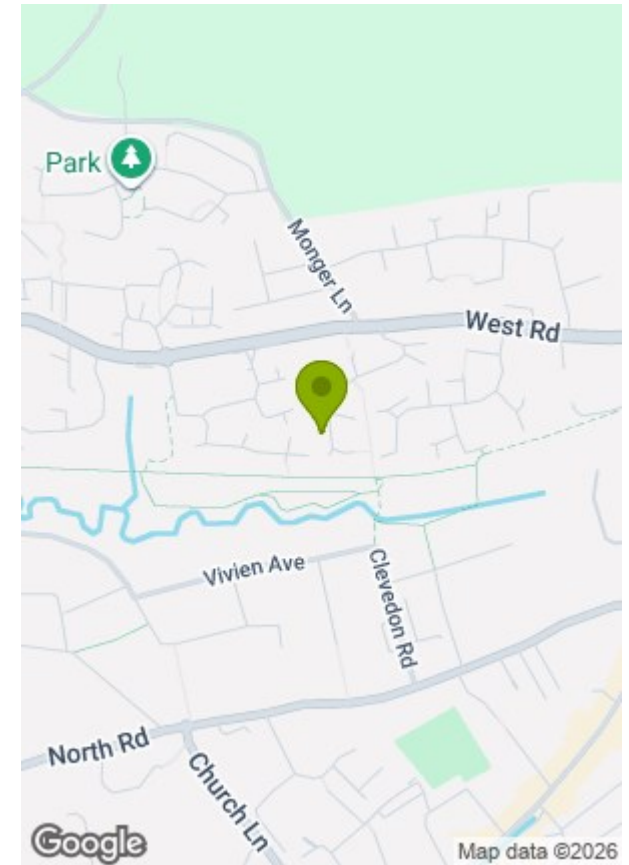 Park
Monger Ln
West Rd
Vivien Ave
Clevedon Rd
North Rd
Church Ln
Google
Map data ©2026